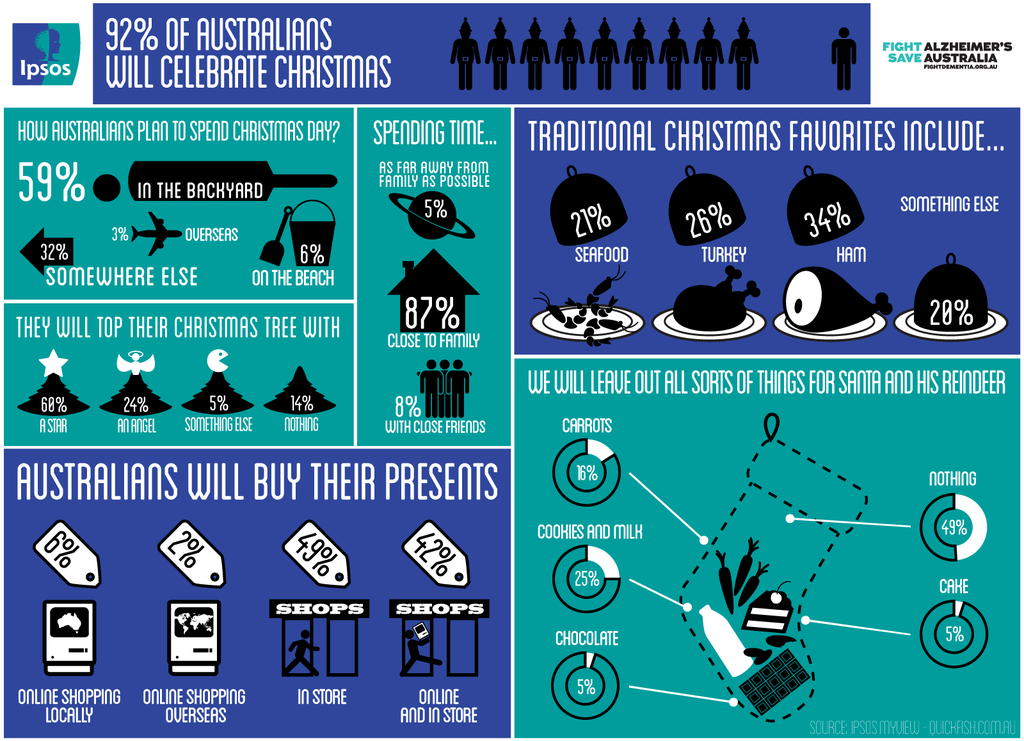 Ipsos
92% OF AUSTRALIANS
WILL CELEBRATE CHRISTMAS
FIGHT ALZHEIMER'S
SAVE AUSTRALIA
FIGHTDEMENTIA.ORG.AU
HOW AUSTRALIANS PLAN TO SPEND CHRISTMAS DAY?
59%
IN THE BACKYARD
3%
OVERSEAS
32%
SOMEWHERE ELSE
6%
ON THE BEACH
SPENDING TIME...
AS FAR AWAY FROM
FAMILY AS POSSIBLE
5%
87%
CLOSE TO FAMILY
8%
WITH CLOSE FRIENDS
TRADITIONAL CHRISTMAS FAVORITES INCLUDE...
21%
SEAFOOD
26%
TURKEY
34%
HAM
SOMETHING ELSE
20%
THEY WILL TOP THEIR CHRISTMAS TREE WITH
60%
A STAR
24%
AN ANGEL
5%
SOMETHING ELSE
14%
NOTHING
AUSTRALIANS WILL BUY THEIR PRESENTS
6%
ONLINE SHOPPING
LOCALLY
2%
ONLINE SHOPPING
OVERSEAS
49%
SHOPS
IN STORE
42%
SHOPS
ONLINE
AND IN STORE
WE WILL LEAVE OUT ALL SORTS OF THINGS FOR SANTA AND HIS REINDEER
CARROTS
16%
COOKIES AND MILK
25%
CHOCOLATE
5%
NOTHING
49%
CAKE
5%
SOURCE: IPSOS MYVIEW - QUICKFISH.COM.AU